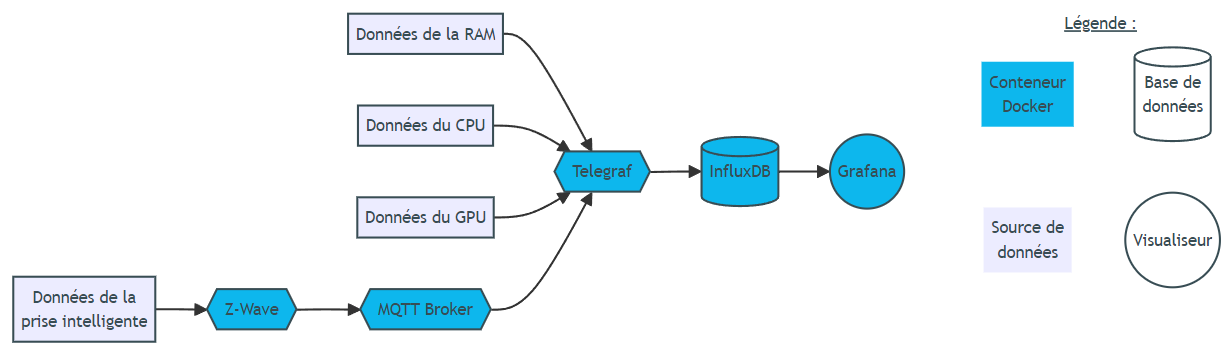 Données de la RAM
Données du CPU
Données du GPU
Données de la
prise intelligente
Z-Wave
MQTT Broker
Telegraf
InfluxDB
Grafana
Légende :
Conteneur
Docker
Base de
données
Source de
données
Visualiseur